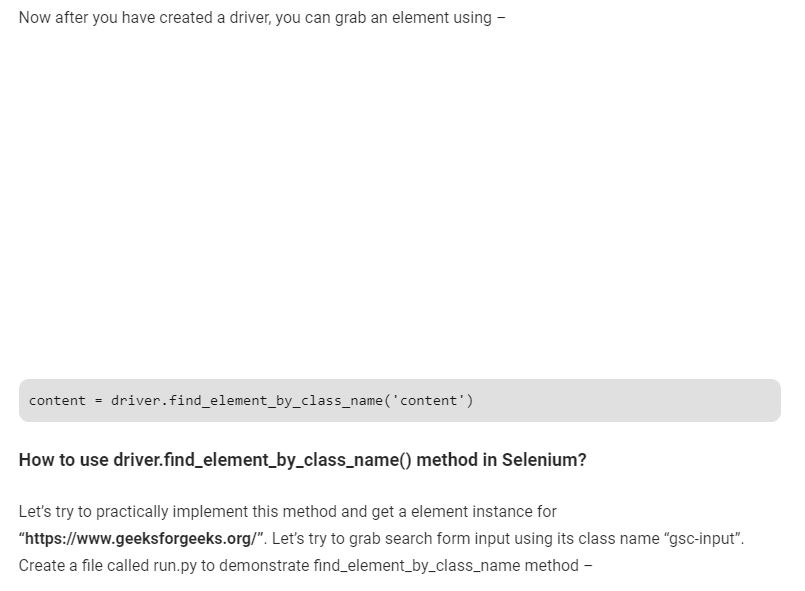 Now after you have created a driver, you can grab an element using –
content = driver.find_element_by_class_name('content')
How to use driver.find_element_by_class_name() method in Selenium?
Let’s try to practically implement this method and get a element instance for
“https://www.geeksforgeeks.org/”. Let’s try to grab search form input using its class name “gsc-input”.
Create a file called run.py to demonstrate find_element_by_class_name method –